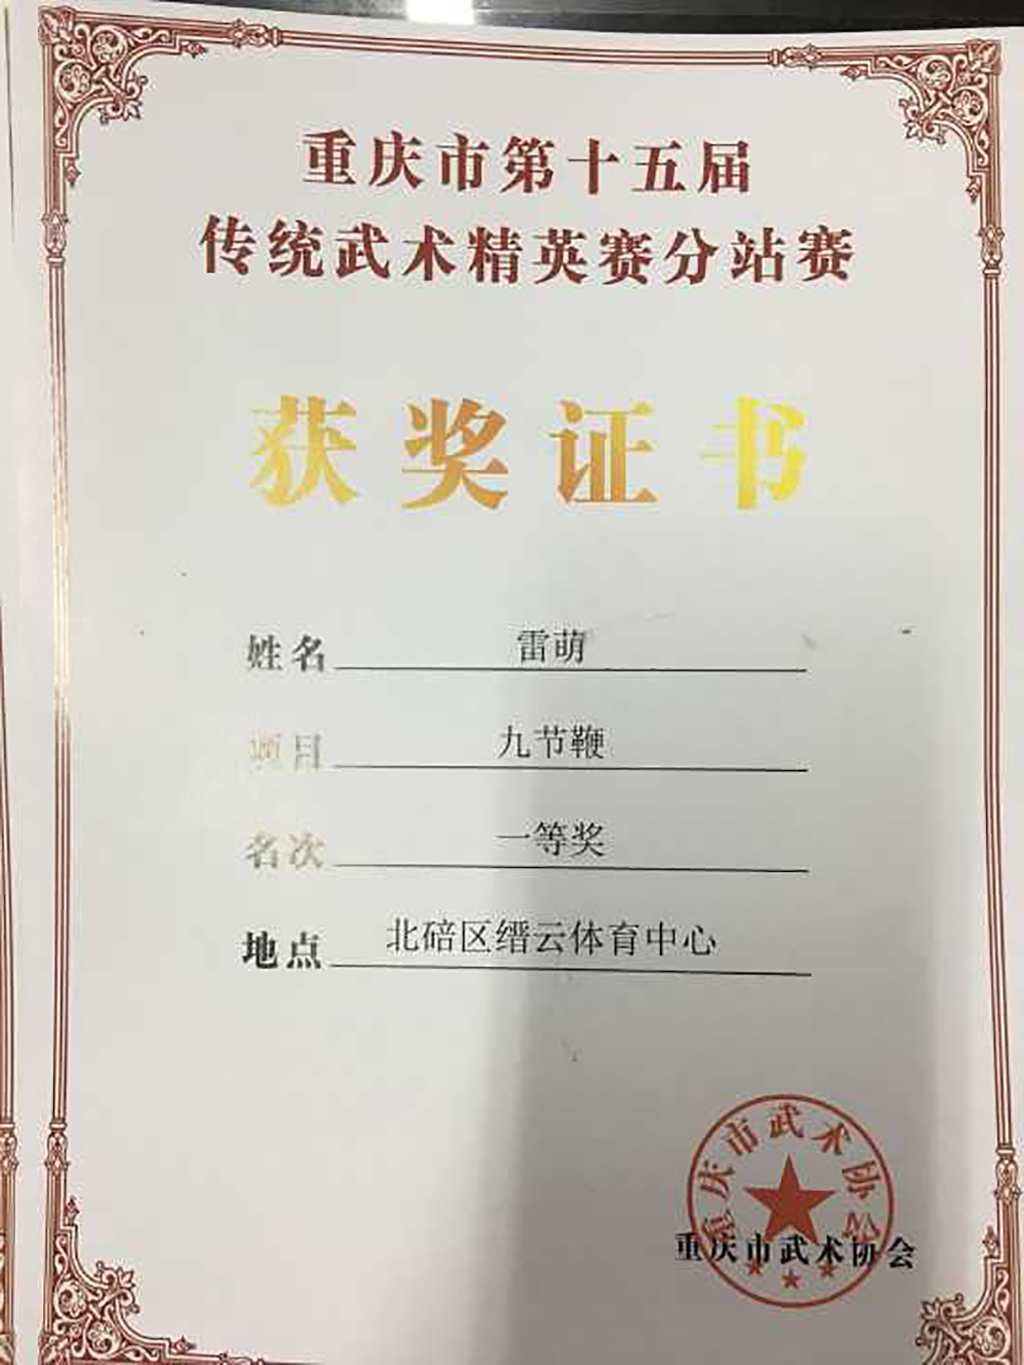 重庆市第十五届
传统武术精英赛分站赛
获奖证书
姓名 雷萌
项目 九节鞭
名次 一等奖
地点 北碚区缙云体育中心
重庆市武术协会
重庆市武术协会